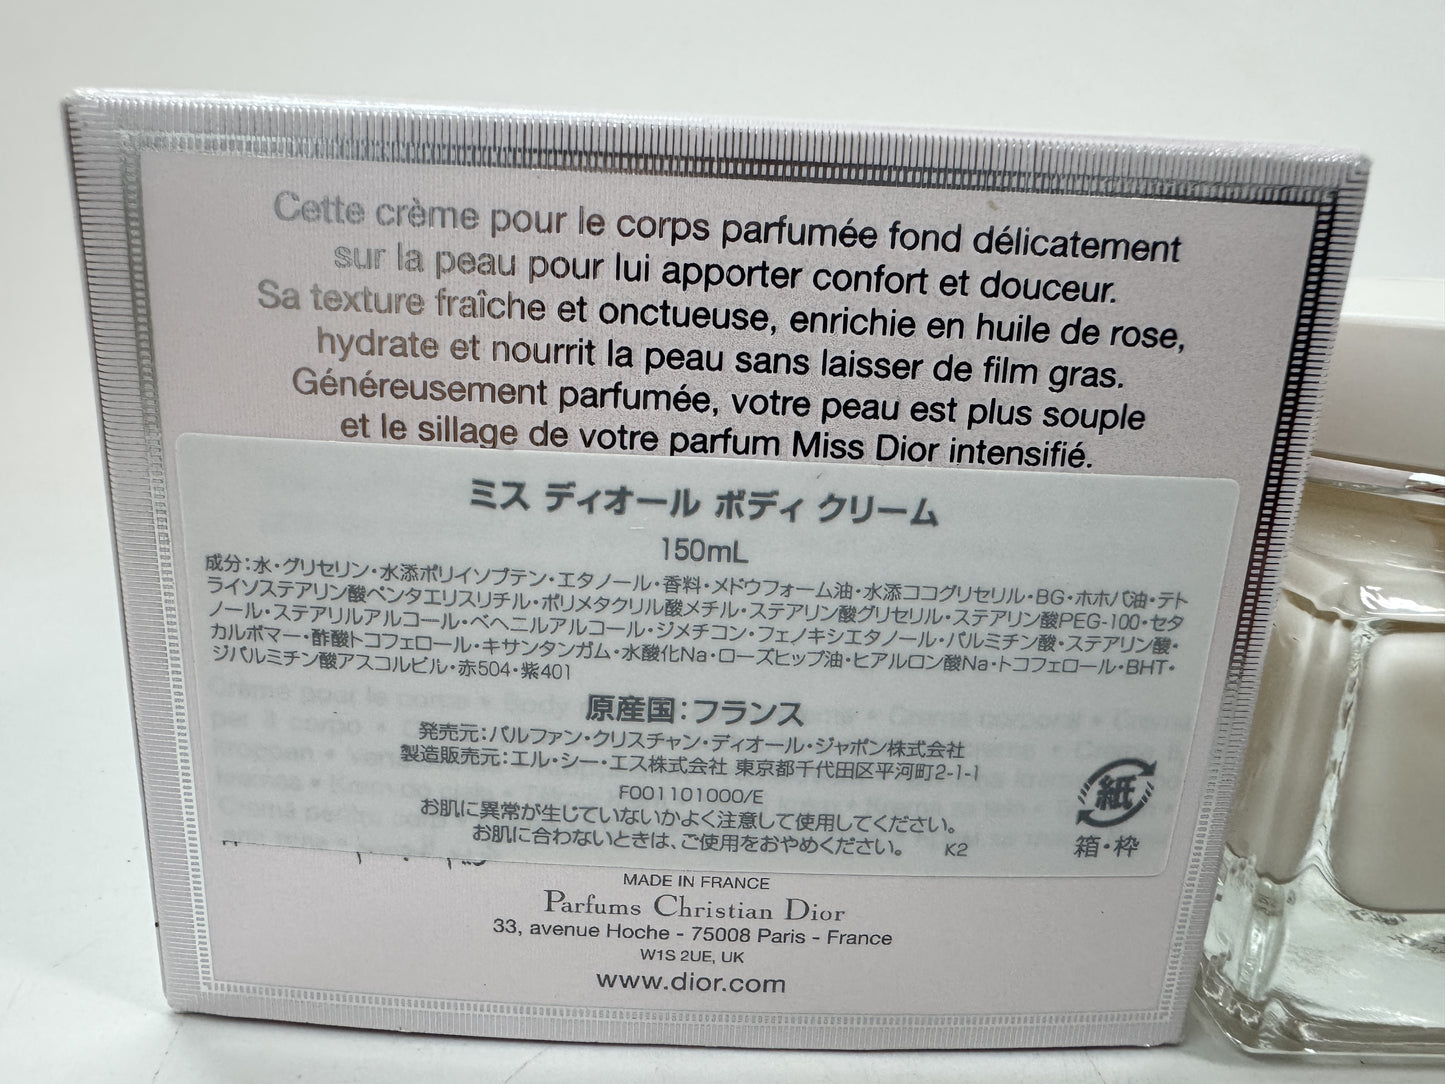 Cette crème pour le corps parfumée fond délicatement
sur la peau pour lui apporter confort et douceur.
Sa texture fraîche et onctueuse, enrichie en huile de rose,
hydrate et nourrit la peau sans laisser de film gras.
Généreusement parfumée, votre peau est plus souple
et le sillage de votre parfum Miss Dior intensifié.
ミス ディオール ボディ クリーム
150mL
成分：水・グリセリン・水添ポリイソブテン・エタノール・香料・メドウフォーム油・水添ココグリセリル・BG・ホホバ油・テト
ライソステアリン酸ペンタエリスリチル・ポリメタクリル酸メチル・ステアリン酸グリセリル・ステアリン酸PEG-100・セタ
ノール・ステアリルアルコール・ベヘニルアルコール・ジメチコン・フェノキシエタノール・パルミチン酸・ステアリン酸・
カルボマー・酢酸トコフェロール・キサンタンガム・水酸化Na・ローズヒップ油・ヒアルロン酸Na・トコフェロール・BHT・
ジパルミチン酸アスコルビル・赤504・紫401
原産国：フランス
発売元：パルファン・クリスチャン・ディオール・ジャポン株式会社
製造販売元：エル・シー・エス株式会社 東京都千代田区平河町2-1-1
F001101000/E
お肌に異常が生じていないかよく注意して使用してください。
お肌に合わないときは、ご使用をおやめください。 K2
紙
箱・枠
MADE IN FRANCE
Parfums Christian Dior
33, avenue Hoche - 75008 Paris - France
W1S 2UE, UK
www.dior.com